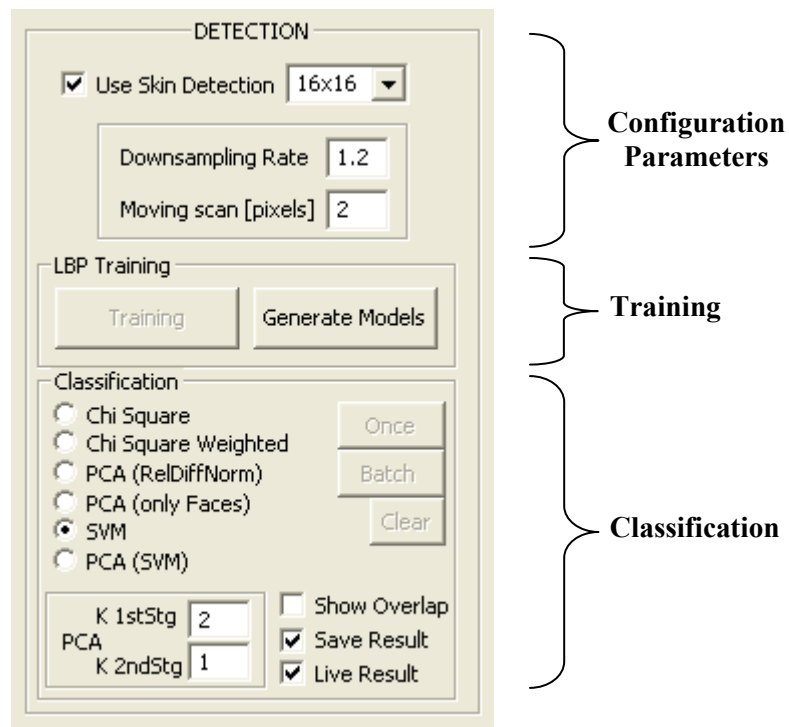 DETECTION
Use Skin Detection 16x16
Downsampling Rate 1.2
Moving scan [pixels] 2
Configuration
Parameters
LBP Training
Training Generate Models
Training
Classification
Chi Square
Chi Square Weighted
PCA (RelDiffNorm)
PCA (only Faces)
SVM
PCA (SVM)
Once
Batch
Clear
Classification
K 1stStg 2
PCA
K 2ndStg 1
Show Overlap
Save Result
Live Result